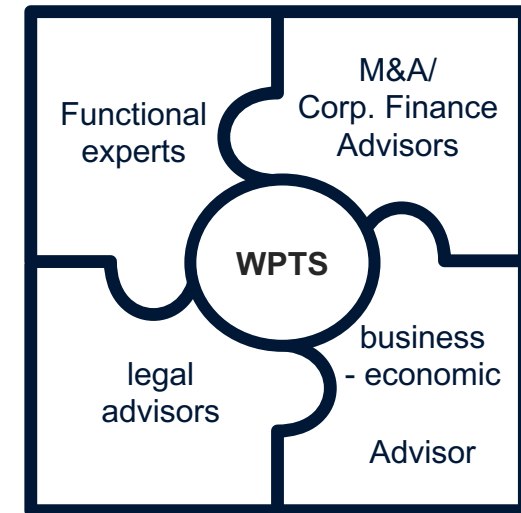 Functional
experts
M&A/
Corp. Finance
Advisors
WPTS
legal
advisors
business
- economic
Advisor